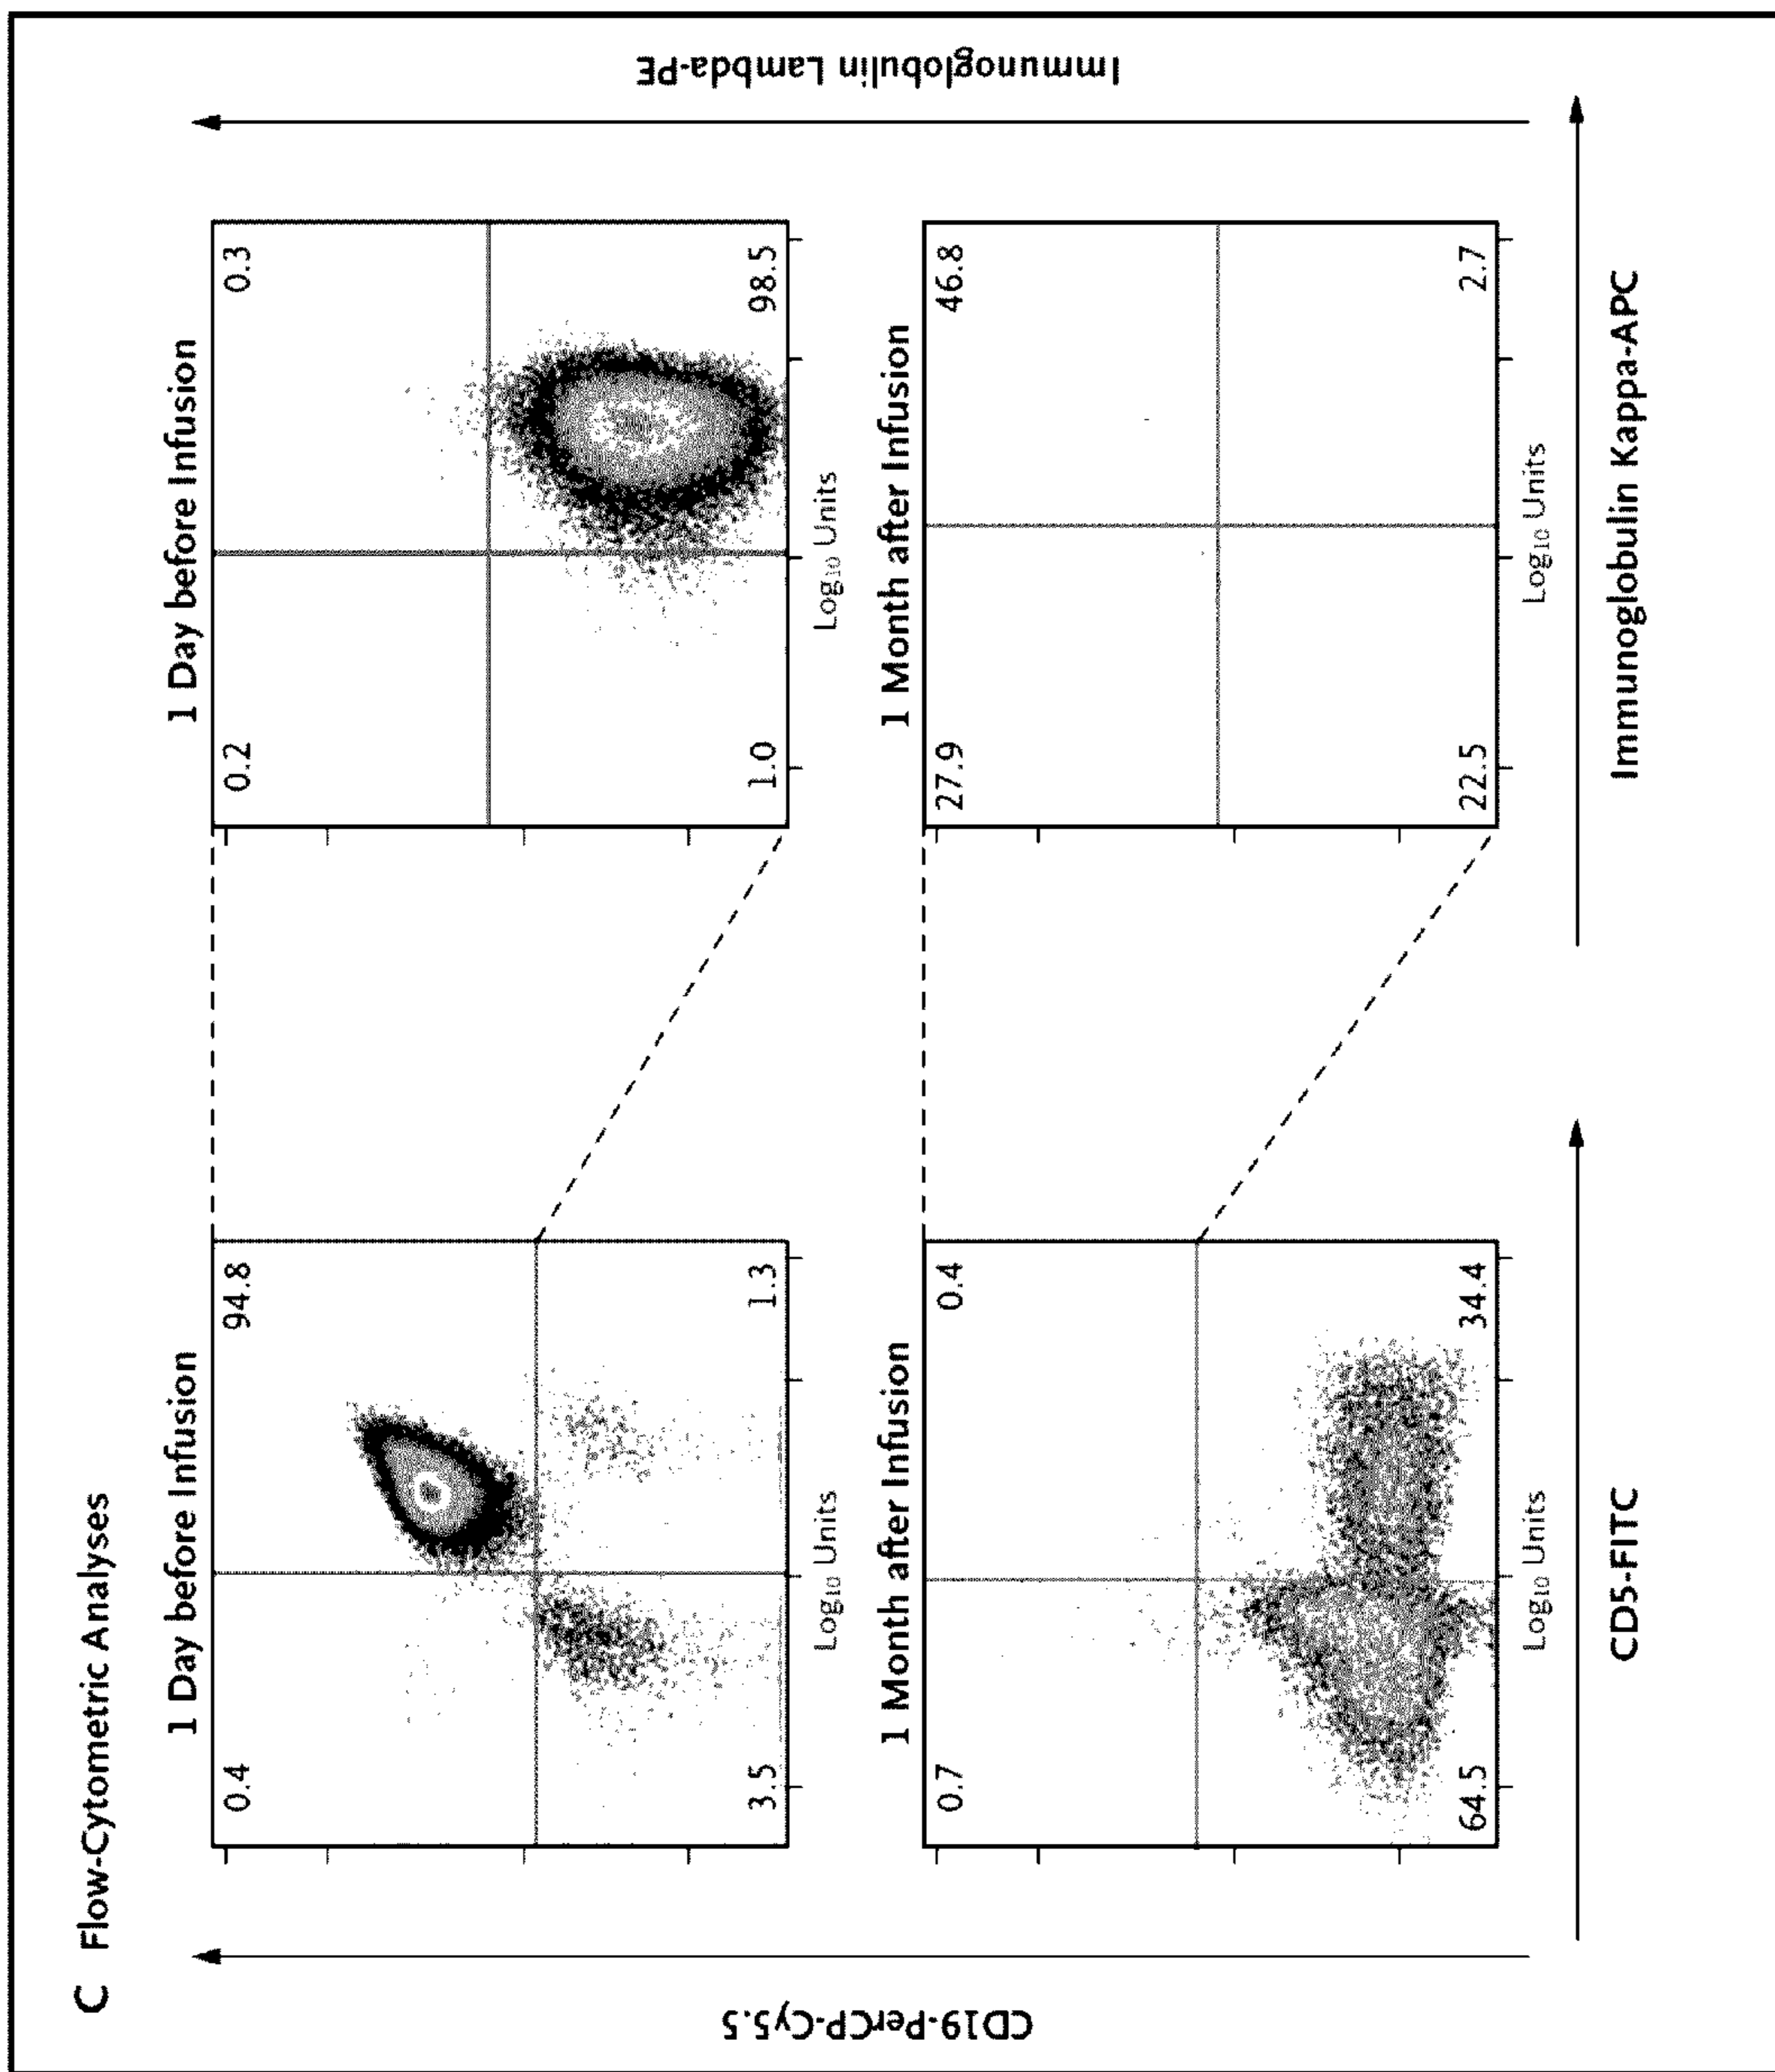 C Flow-Cytometric Analyses
1 Day before Infusion
0.4
94.8
3.5
1.3
Log10 Units
1 Day before Infusion
0.2
0.3
1.0
98.5
Log10 Units
1 Month after Infusion
0.7
0.4
64.5
34.4
Log10 Units
1 Month after Infusion
27.9
46.8
22.5
2.7
Log10 Units
CD19-PerCP-Cy5.5
CD5-FITC
Immunoglobulin Kappa-APC
Immunoglobulin Lambda-PE